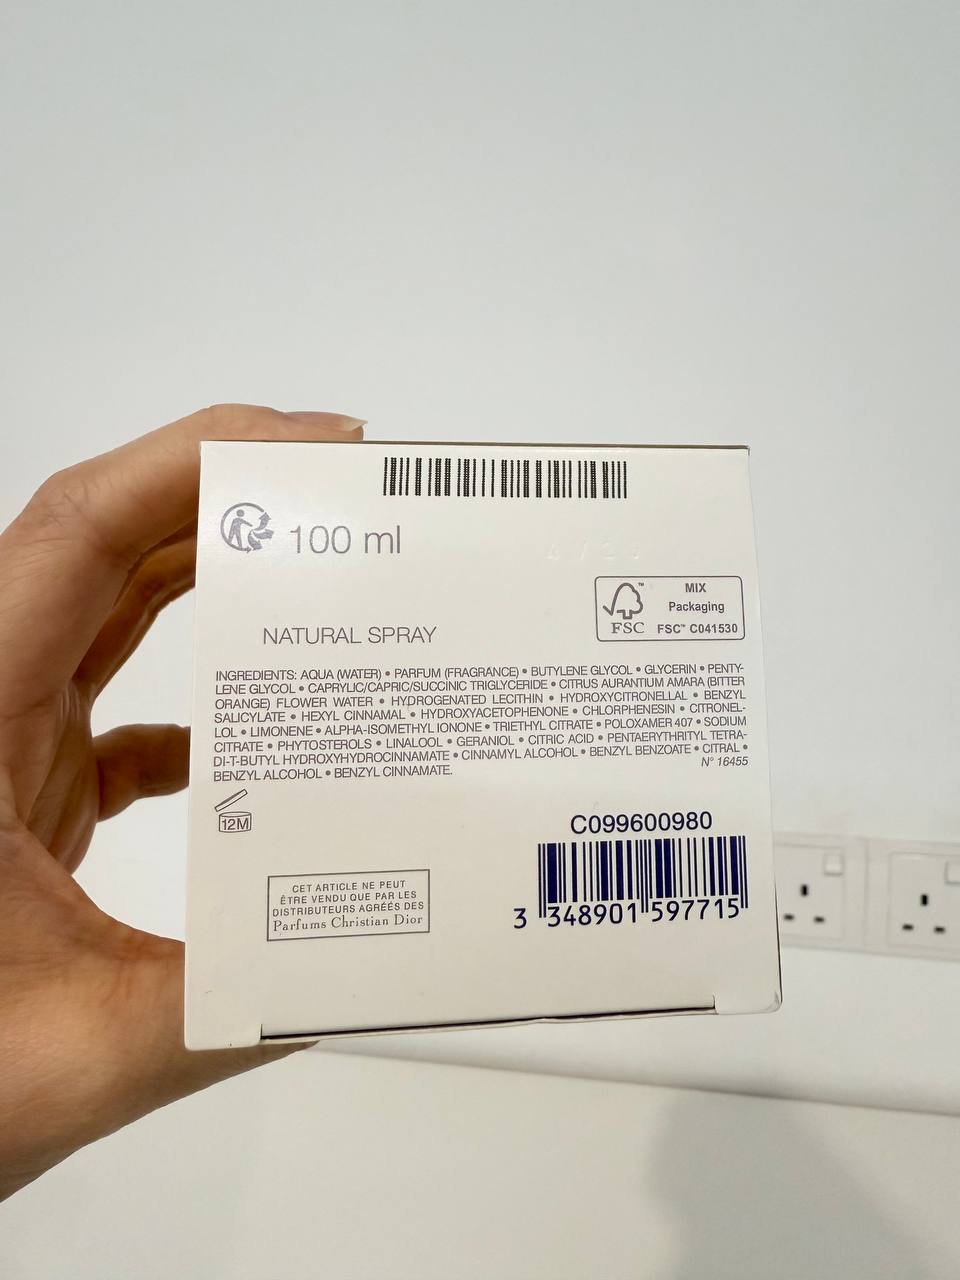 100 ml
MIX
Packaging
FSC™ C041530
FSC
NATURAL SPRAY
INGREDIENTS: AQUA (WATER) • PARFUM (FRAGRANCE) • BUTYLENE GLYCOL • GLYCERIN • PENTY-
LENE GLYCOL • CAPRYLIC/CAPRIC/SUCCINIC TRIGLYCERIDE • CITRUS AURANTIUM AMARA (BITTER
ORANGE) FLOWER WATER • HYDROGENATED LECITHIN • HYDROXYCITRONELLAL • BENZYL
SALICYLATE • HEXYL CINNAMAL • HYDROXYACETOPHENONE • CHLORPHENESIN • CITRONEL-
LOL • LIMONENE • ALPHA-ISOMETHYL IONONE • TRIETHYL CITRATE • POLOXAMER 407 • SODIUM
CITRATE • PHYTOSTEROLS • LINALOOL • GERANIOL • CITRIC ACID • PENTAERYTHRITYL TETRA-
DI-T-BUTYL HYDROXYHYDROCINNAMATE • CINNAMYL ALCOHOL • BENZYL BENZOATE • CITRAL •
BENZYL ALCOHOL • BENZYL CINNAMATE.
N° 16455
12M
C099600980
3 348901 597715
CET ARTICLE NE PEUT
ÊTRE VENDU QUE PAR LES
DISTRIBUTEURS AGRÉÉS DES
Parfums Christian Dior